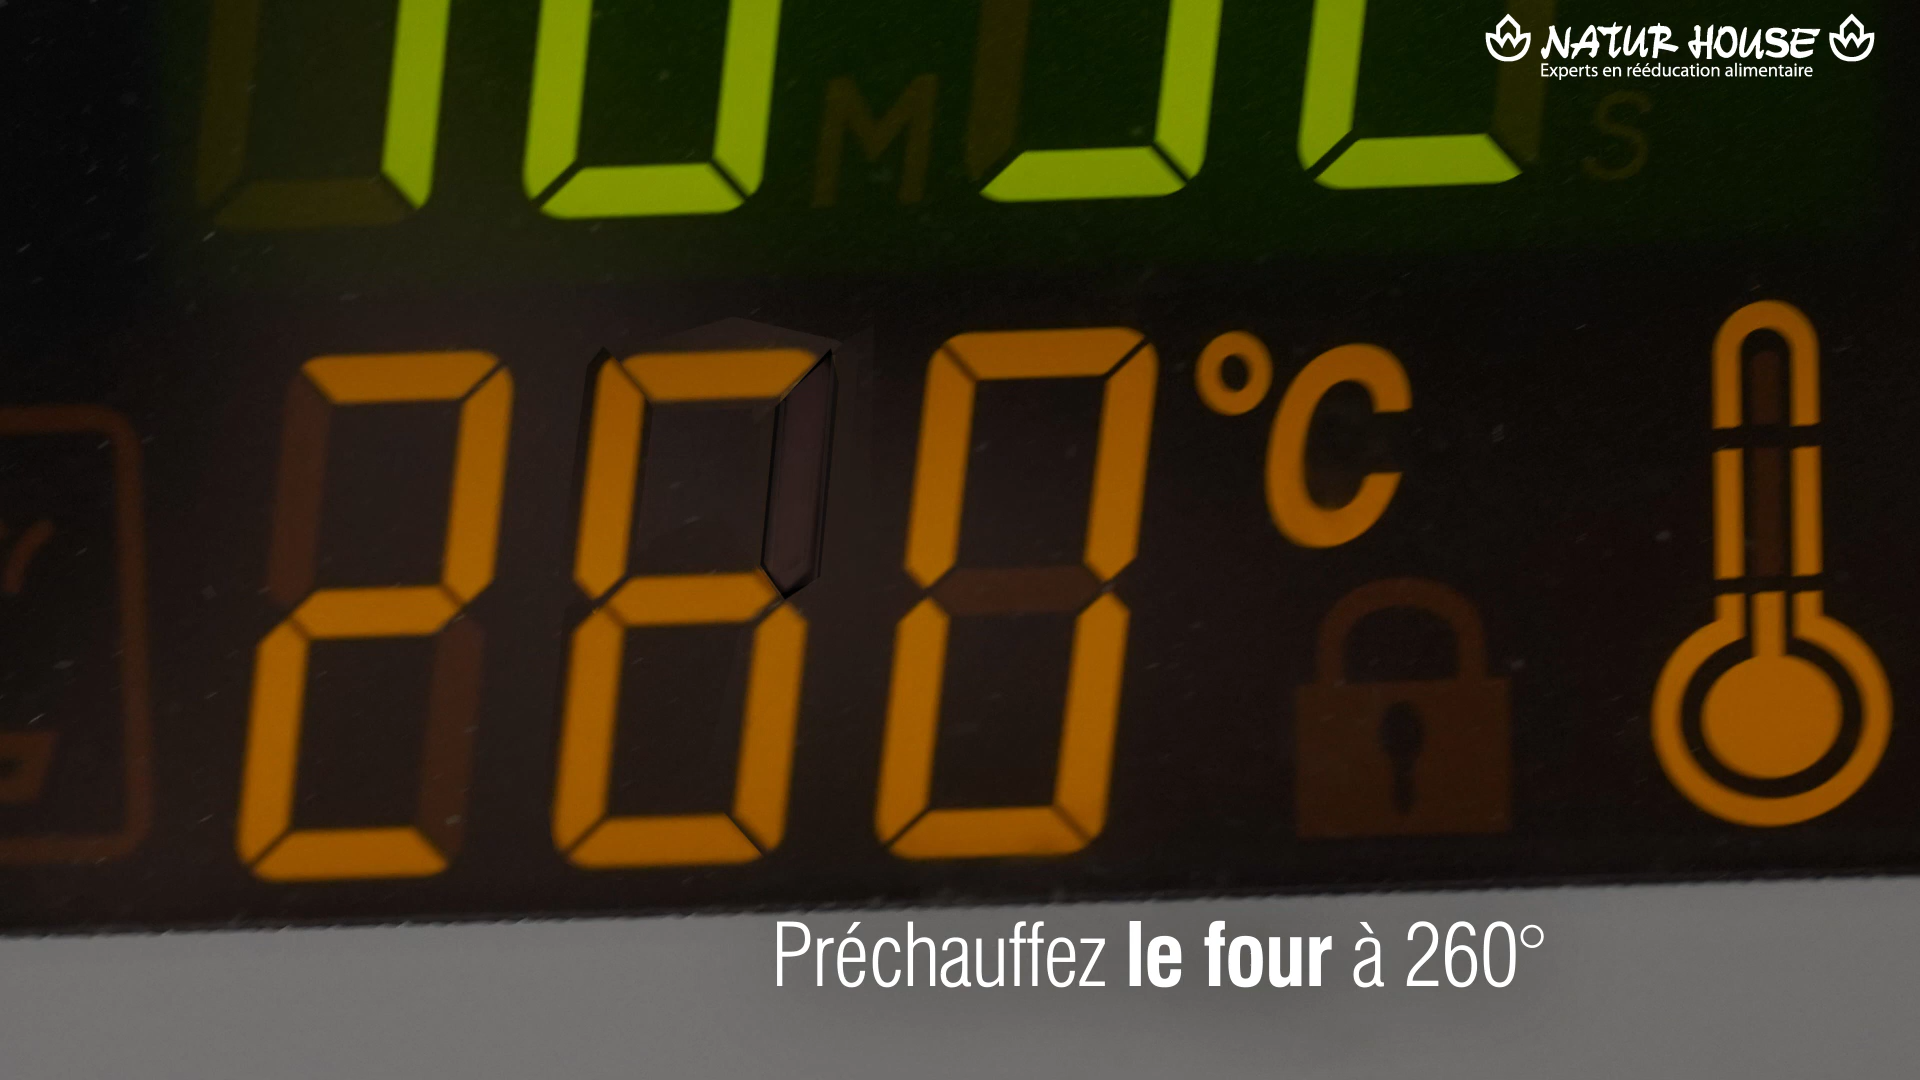 NATUR HOUSE
Experts en rééducation alimentaire
M S
260 °C
Préchauffez le four à 260°